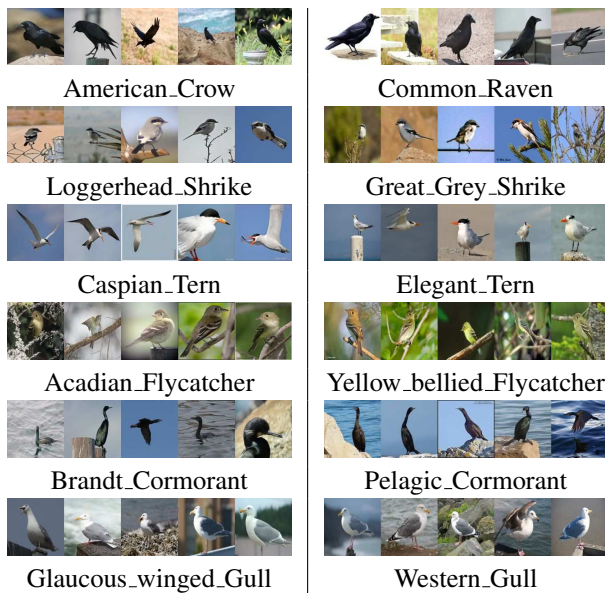 American_Crow
Common_Raven
Loggerhead_Shrike
Great_Grey_Shrike
Caspian_Tern
Elegant_Tern
Acadian_Flycatcher
Yellow_bellied_Flycatcher
Brandt_Cormorant
Pelagic_Cormorant
Glaucous_winged_Gull
Western_Gull